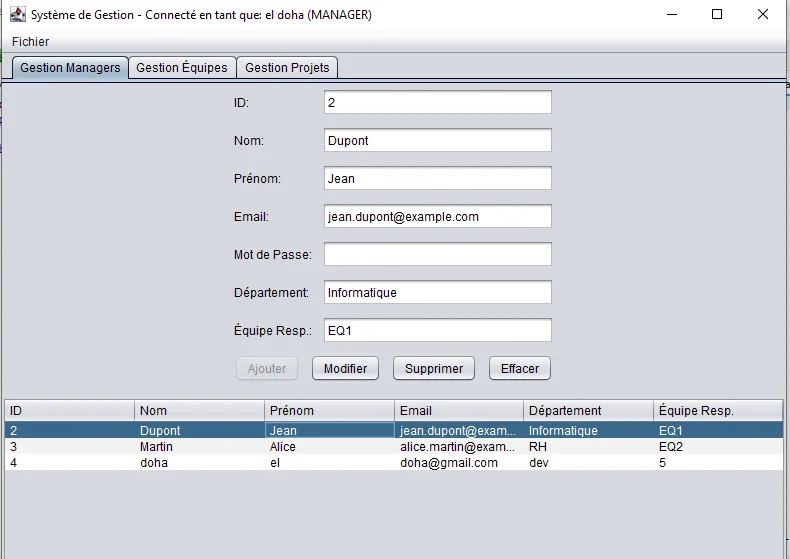 Système de Gestion - Connecté en tant que: el doha (MANAGER)
Fichier
Gestion Managers Gestion Équipes Gestion Projets
ID: 2
Nom: Dupont
Prénom: Jean
Email: jean.dupont@example.com
Mot de Passe:
Département: Informatique
Équipe Resp.: EQ1
Ajouter Modifier Supprimer Effacer
ID Nom Prénom Email Département Équipe Resp.
2 Dupont Jean jean.dupont@exam... Informatique EQ1
3 Martin Alice alice.martin@exam... RH EQ2
4 doha el doha@gmail.com dev 5